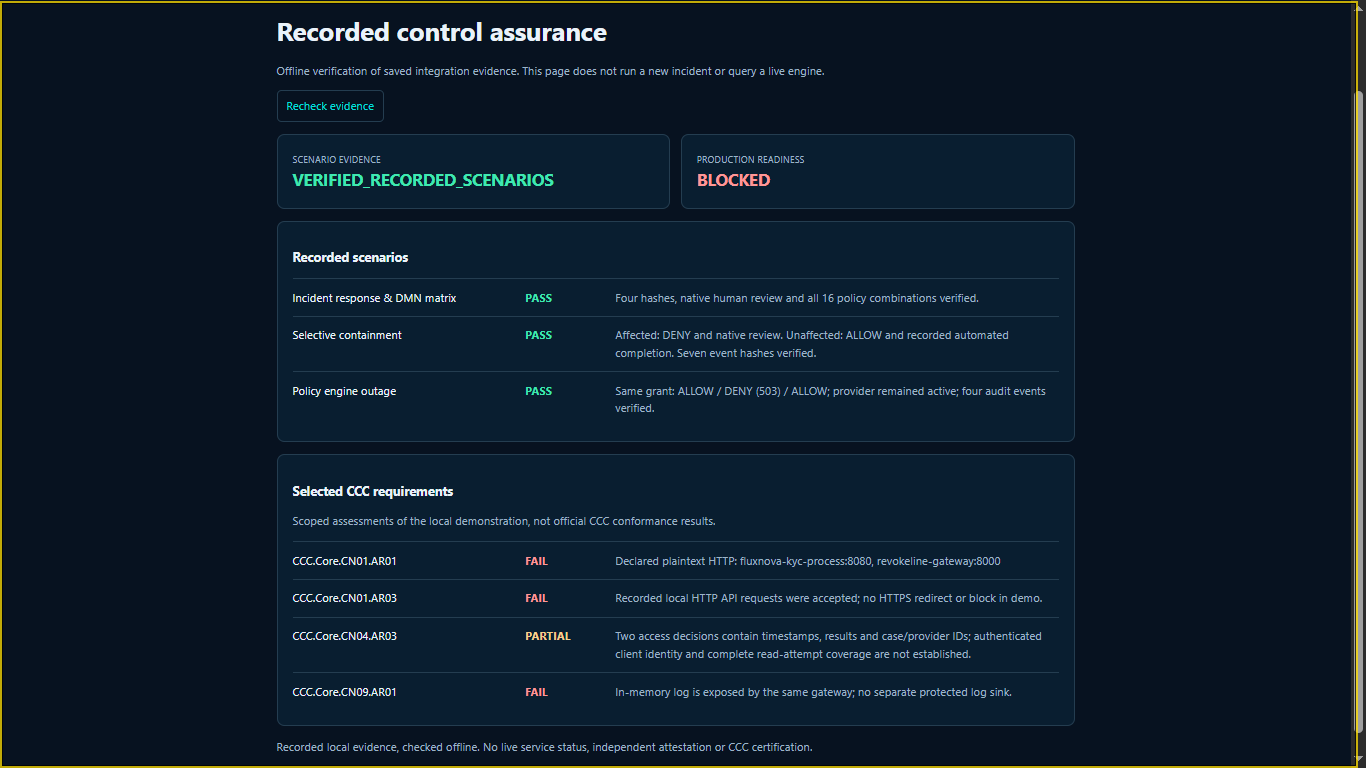 Recorded control assurance
Offline verification of saved integration evidence. This page does not run a new incident or query a live engine.
Recheck evidence
SCENARIO EVIDENCE
VERIFIED_RECORDED_SCENARIOS
PRODUCTION READINESS
BLOCKED
Recorded scenarios
Incident response & DMN matrix PASS Four hashes, native human review and all 16 policy combinations verified.
Selective containment PASS Affected: DENY and native review. Unaffected: ALLOW and recorded automated
completion. Seven event hashes verified.
Policy engine outage PASS Same grant: ALLOW / DENY (503) / ALLOW; provider remained active; four audit events
verified.
Selected CCC requirements
Scoped assessments of the local demonstration, not official CCC conformance results.
CCC.Core.CN01.AR01 FAIL Declared plaintext HTTP: fluxnova-kyc-process:8080, revokeline-gateway:8000
CCC.Core.CN01.AR03 FAIL Recorded local HTTP API requests were accepted; no HTTPS redirect or block in demo.
CCC.Core.CN04.AR03 PARTIAL Two access decisions contain timestamps, results and case/provider IDs; authenticated
client identity and complete read-attempt coverage are not established.
CCC.Core.CN09.AR01 FAIL In-memory log is exposed by the same gateway; no separate protected log sink.
Recorded local evidence, checked offline. No live service status, independent attestation or CCC certification.